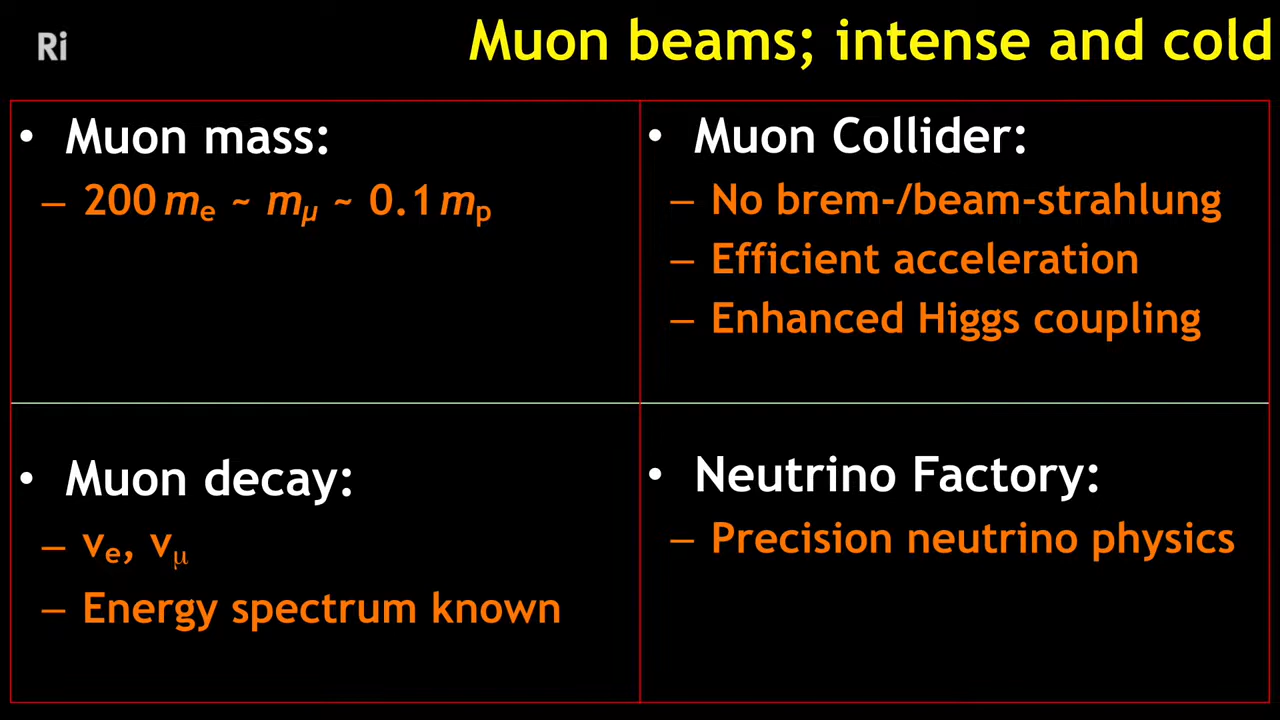 Ri
Muon beams; intense and cold
• Muon mass:
– 200 mₑ ~ m_μ ~ 0.1 mₚ
• Muon Collider:
– No brem-/beam-strahlung
– Efficient acceleration
– Enhanced Higgs coupling
• Muon decay:
– νₑ, ν_μ
– Energy spectrum known
• Neutrino Factory:
– Precision neutrino physics